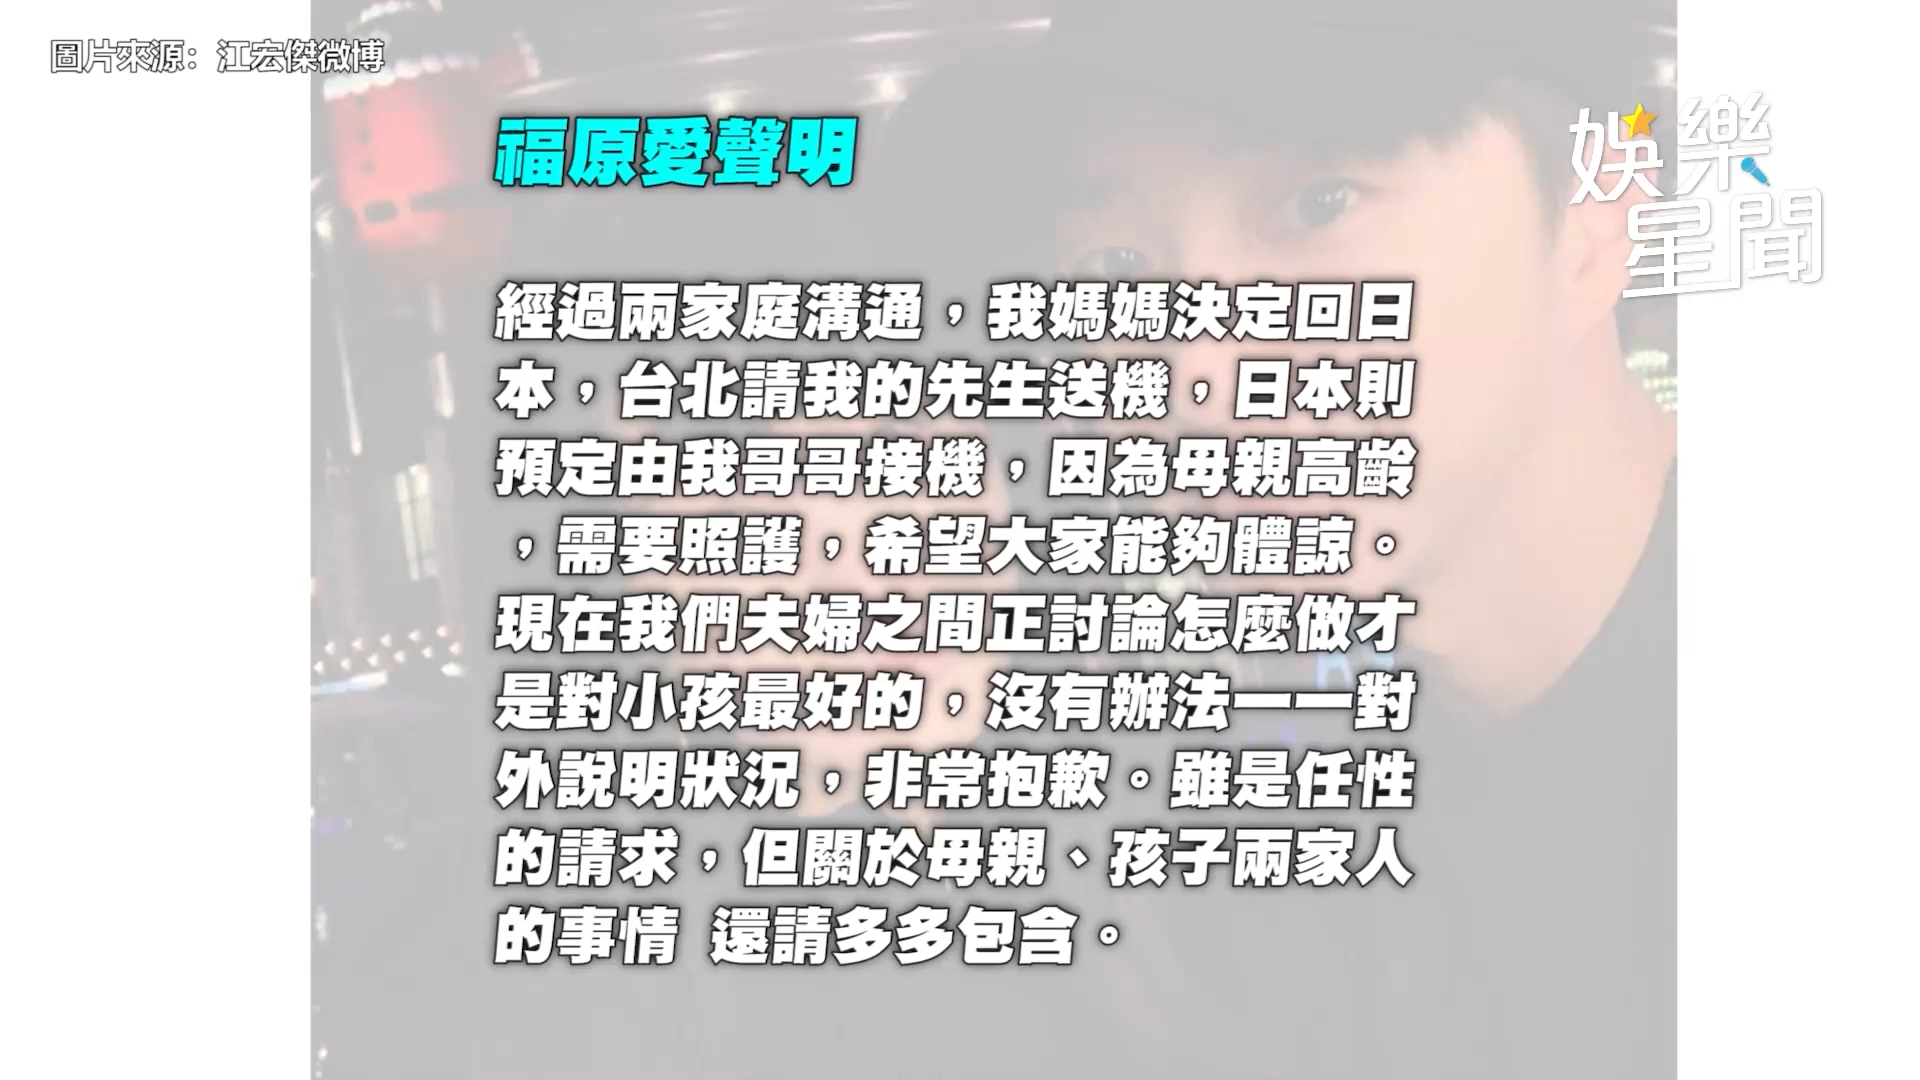 圖片來源：江宏傑微博
娛樂
星聞
福原愛聲明
經過兩家庭溝通，我媽媽決定回日
本，台北請我的先生送機，日本則
預定由我哥哥接機，因為母親高齡
，需要照護，希望大家能夠體諒。
現在我們夫婦之間正討論怎麼做才
是對小孩最好的，沒有辦法一一對
外說明狀況，非常抱歉。雖是任性
的請求，但關於母親、孩子兩家人
的事情 還請多多包含。